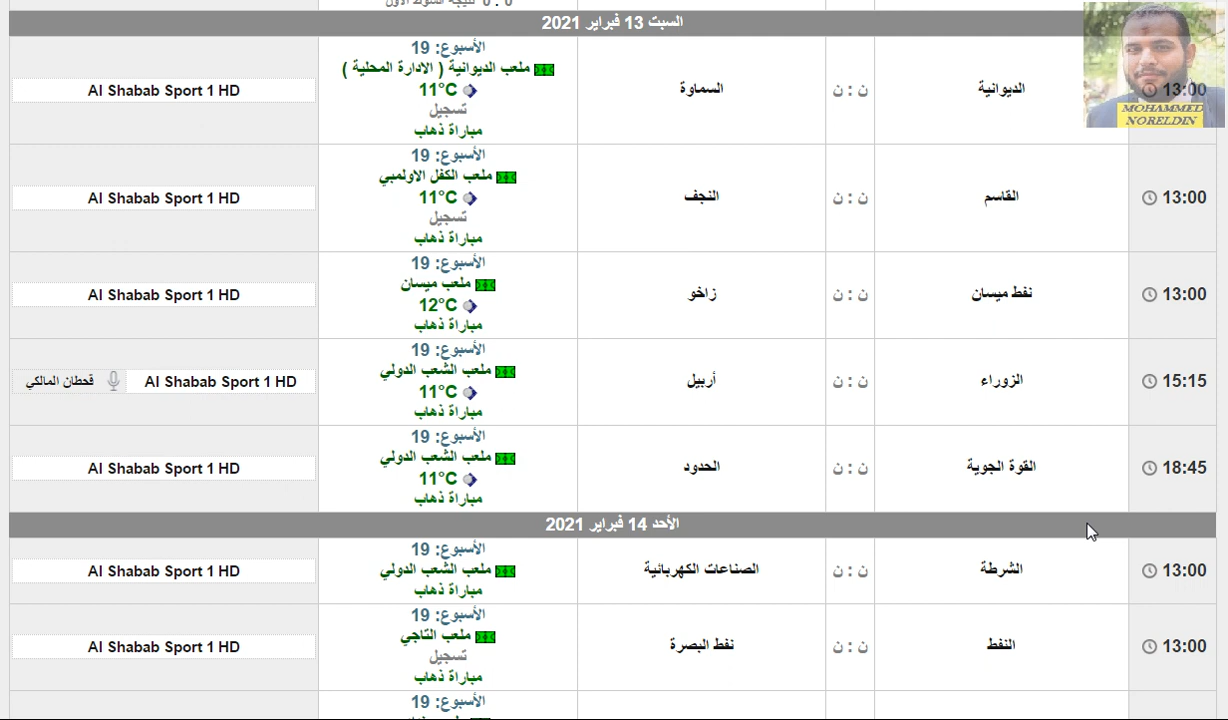 السبت 13 فبراير 2021
13:00
الديوانية
ن : ن
السماوة
الأسبوع: 19
ملعب الديوانية ( الادارة المحلية )
11°C
تسجيل
مباراة ذهاب
Al Shabab Sport 1 HD
MOHAMMED
NORELDIN
13:00
القاسم
ن : ن
النجف
الأسبوع: 19
ملعب الكفل الاولمبي
11°C
تسجيل
مباراة ذهاب
Al Shabab Sport 1 HD
13:00
نفط ميسان
ن : ن
زاخو
الأسبوع: 19
ملعب ميسان
12°C
مباراة ذهاب
Al Shabab Sport 1 HD
15:15
الزوراء
ن : ن
أربيل
الأسبوع: 19
ملعب الشعب الدولي
11°C
مباراة ذهاب
Al Shabab Sport 1 HD
قحطان المالكي
18:45
القوة الجوية
ن : ن
الحدود
الأسبوع: 19
ملعب الشعب الدولي
11°C
مباراة ذهاب
Al Shabab Sport 1 HD
الأحد 14 فبراير 2021
13:00
الشرطة
ن : ن
الصناعات الكهربائية
الأسبوع: 19
ملعب الشعب الدولي
مباراة ذهاب
Al Shabab Sport 1 HD
13:00
النفط
ن : ن
نفط البصرة
الأسبوع: 19
ملعب التاجي
تسجيل
مباراة ذهاب
Al Shabab Sport 1 HD
الأسبوع: 19